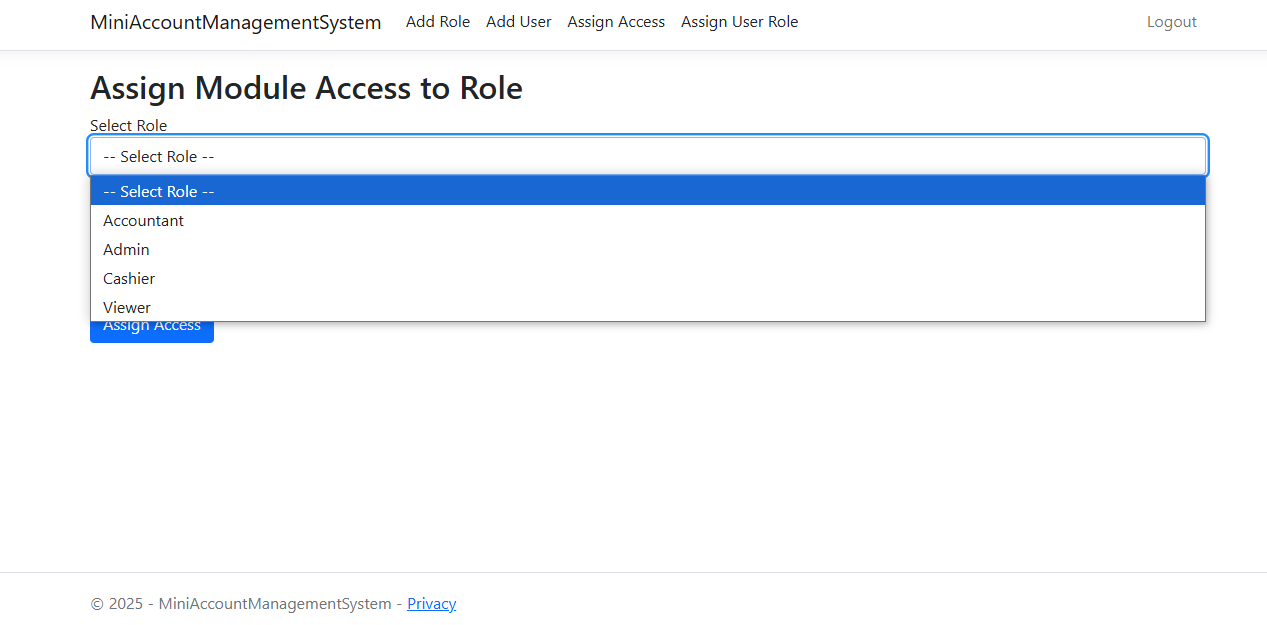 MiniAccountManagementSystem Add Role Add User Assign Access Assign User Role Logout
Assign Module Access to Role
Select Role
-- Select Role --
-- Select Role --
Accountant
Admin
Cashier
Viewer
Assign Access
© 2025 - MiniAccountManagementSystem - Privacy